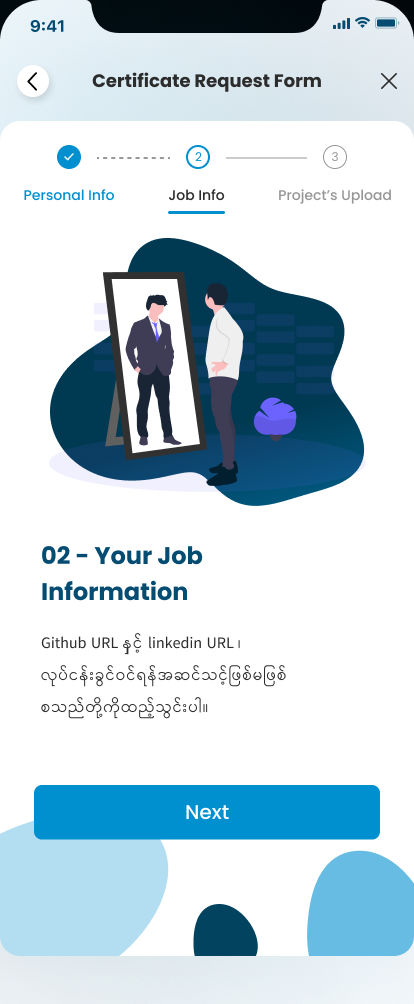 9:41
Certificate Request Form
2
3
Personal Info
Job Info
Project's Upload
02 - Your Job
Information
Github URL နှင့် linkedin URL ၊
လုပ်ငန်းခွင်ဝင်ရန်အဆင်သင့်ဖြစ်မဖြစ်
စသည်တို့ကိုထည့်သွင်းပါ။
Next